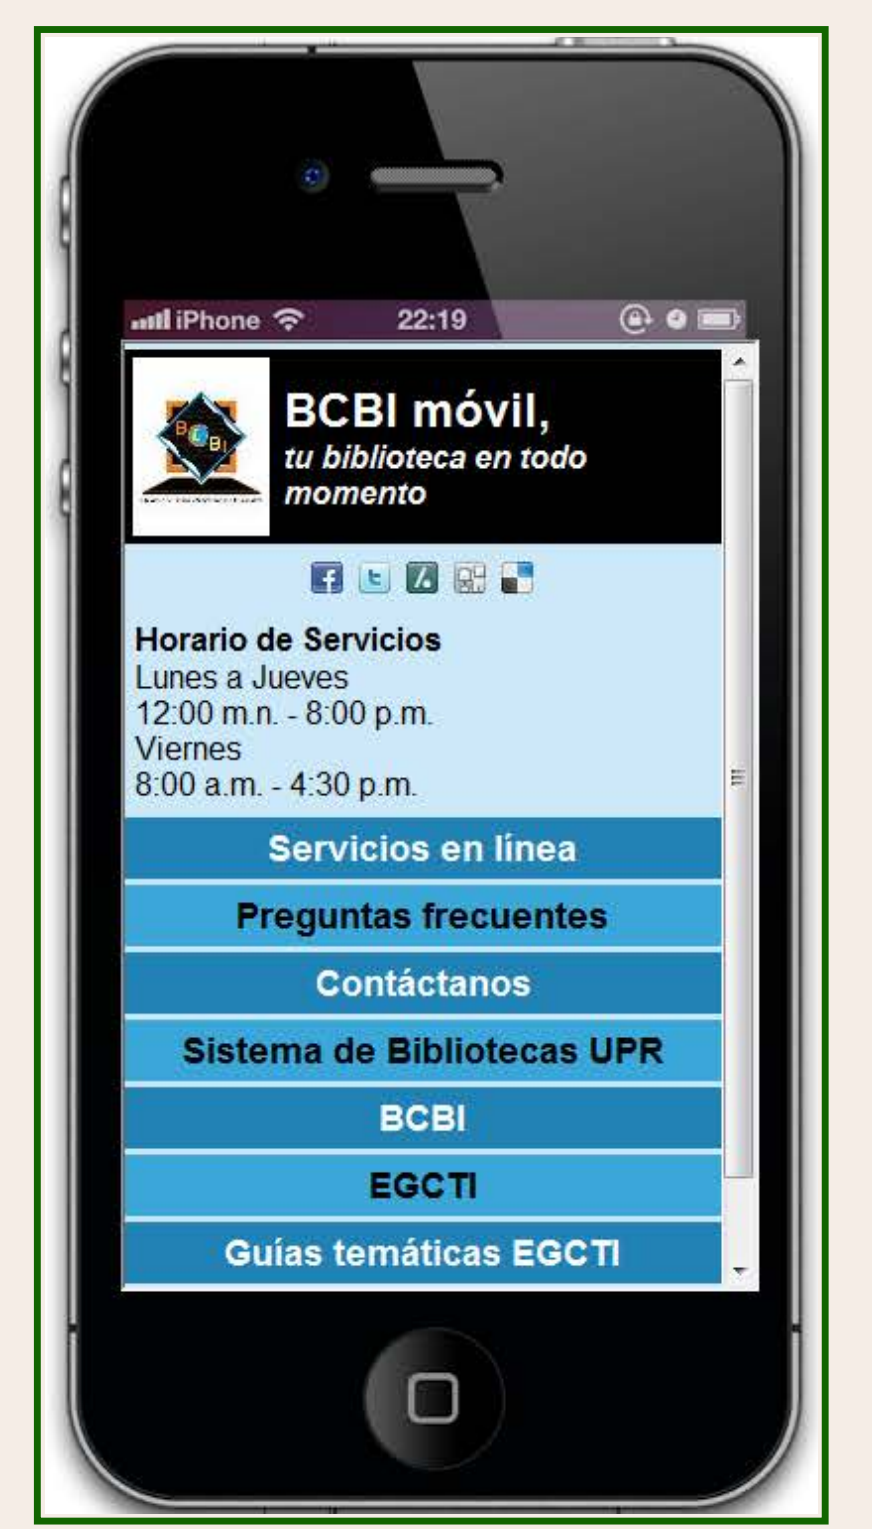 iPhone 22:19
BCBI
BCBI móvil,
tu biblioteca en todo
momento
Horario de Servicios
Lunes a Jueves
12:00 m.n. - 8:00 p.m.
Viernes
8:00 a.m. - 4:30 p.m.
Servicios en línea
Preguntas frecuentes
Contáctanos
Sistema de Bibliotecas UPR
BCBI
EGCTI
Guías temáticas EGCTI